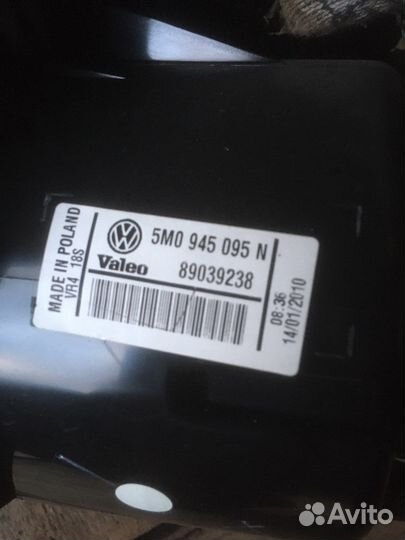 MADE IN POLAND
VR4 18S
5M0 945 095 N
Valeo
89039238
08:36
14/01/2010
Avito